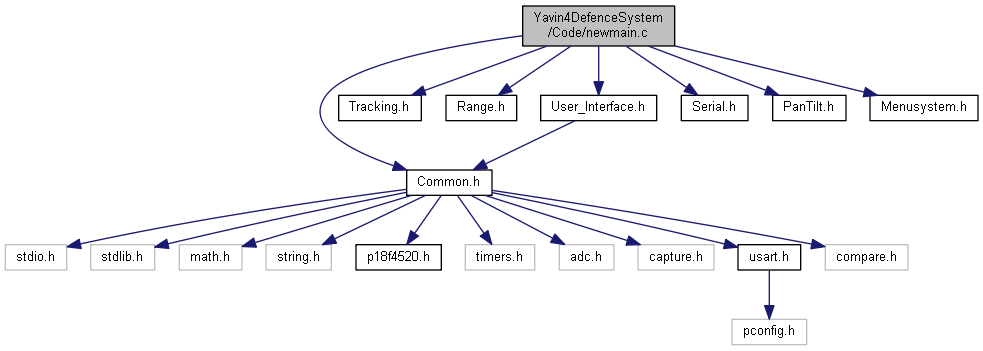 Yavin4DefenceSystem
/Code/newmain.c
Tracking.h
Range.h
User_Interface.h
Serial.h
PanTilt.h
Menusystem.h
Common.h
stdio.h
stdlib.h
math.h
string.h
p18f4520.h
timers.h
adc.h
capture.h
usart.h
compare.h
pconfig.h